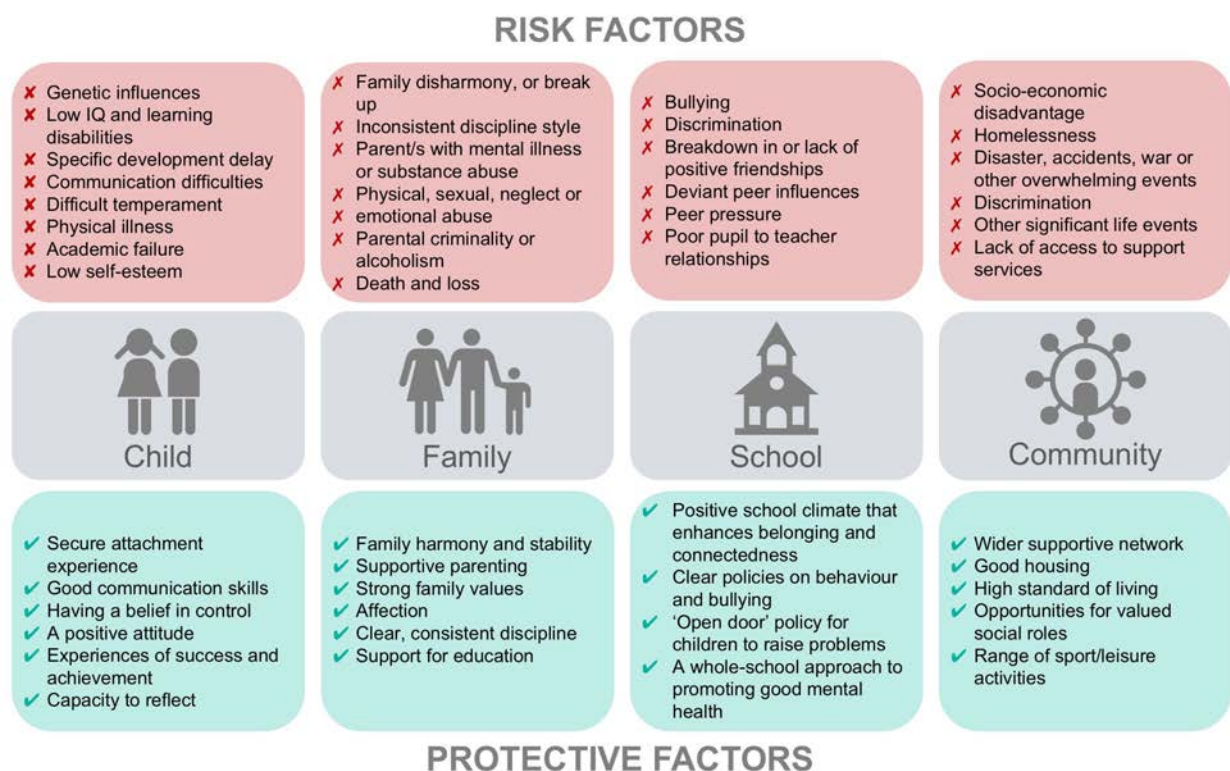 RISK FACTORS
✘ Genetic influences
✘ Low IQ and learning
disabilities
✘ Specific development delay
✘ Communication difficulties
✘ Difficult temperament
✘ Physical illness
✘ Academic failure
✘ Low self-esteem
✗ Family disharmony, or break
up
✗ Inconsistent discipline style
✗ Parent/s with mental illness
or substance abuse
✗ Physical, sexual, neglect or
✗ emotional abuse
✗ Parental criminality or
alcoholism
✗ Death and loss
✗ Bullying
✗ Discrimination
✗ Breakdown in or lack of
positive friendships
✗ Deviant peer influences
✗ Peer pressure
✗ Poor pupil to teacher
relationships
✗ Socio-economic
disadvantage
✗ Homelessness
✗ Disaster, accidents, war or
other overwhelming events
✗ Discrimination
✗ Other significant life events
✗ Lack of access to support
services
Child
Family
School
Community
✔ Secure attachment
experience
✔ Good communication skills
✔ Having a belief in control
✔ A positive attitude
✔ Experiences of success and
achievement
✔ Capacity to reflect
✔ Family harmony and stability
✔ Supportive parenting
✔ Strong family values
✔ Affection
✔ Clear, consistent discipline
✔ Support for education
✔ Positive school climate that
enhances belonging and
connectedness
✔ Clear policies on behaviour
and bullying
✔ ‘Open door’ policy for
children to raise problems
✔ A whole-school approach to
promoting good mental
health
✔ Wider supportive network
✔ Good housing
✔ High standard of living
✔ Opportunities for valued
social roles
✔ Range of sport/leisure
activities
PROTECTIVE FACTORS